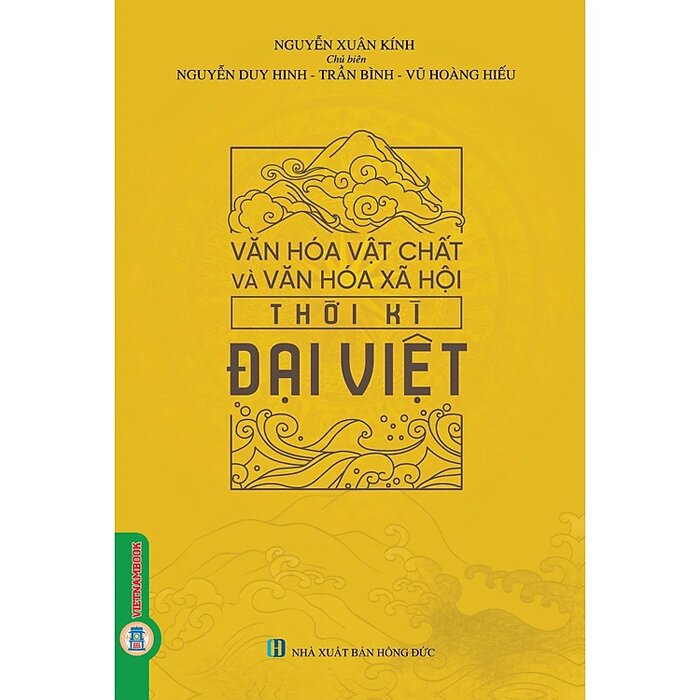 NGUYỄN XUÂN KÍNH
Chủ biên
NGUYỄN DUY HINH - TRẦN BÌNH - VŨ HOÀNG HIẾU
VĂN HÓA VẬT CHẤT
VÀ VĂN HÓA XÃ HỘI
THỜI KÌ
ĐẠI VIỆT
VIETNAMBOOK
NHÀ XUẤT BẢN HỒNG ĐỨC